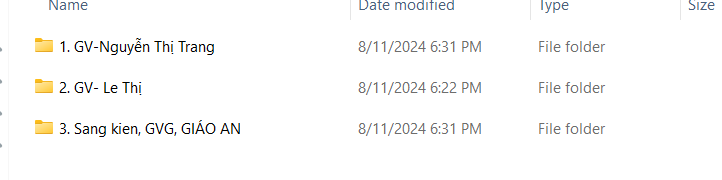 Name Date modified Type Size
1. GV-Nguyễn Thị Trang 8/11/2024 6:31 PM File folder
2. GV- Le Thị 8/11/2024 6:22 PM File folder
3. Sang kien, GVG, GIÁO AN 8/11/2024 6:31 PM File folder